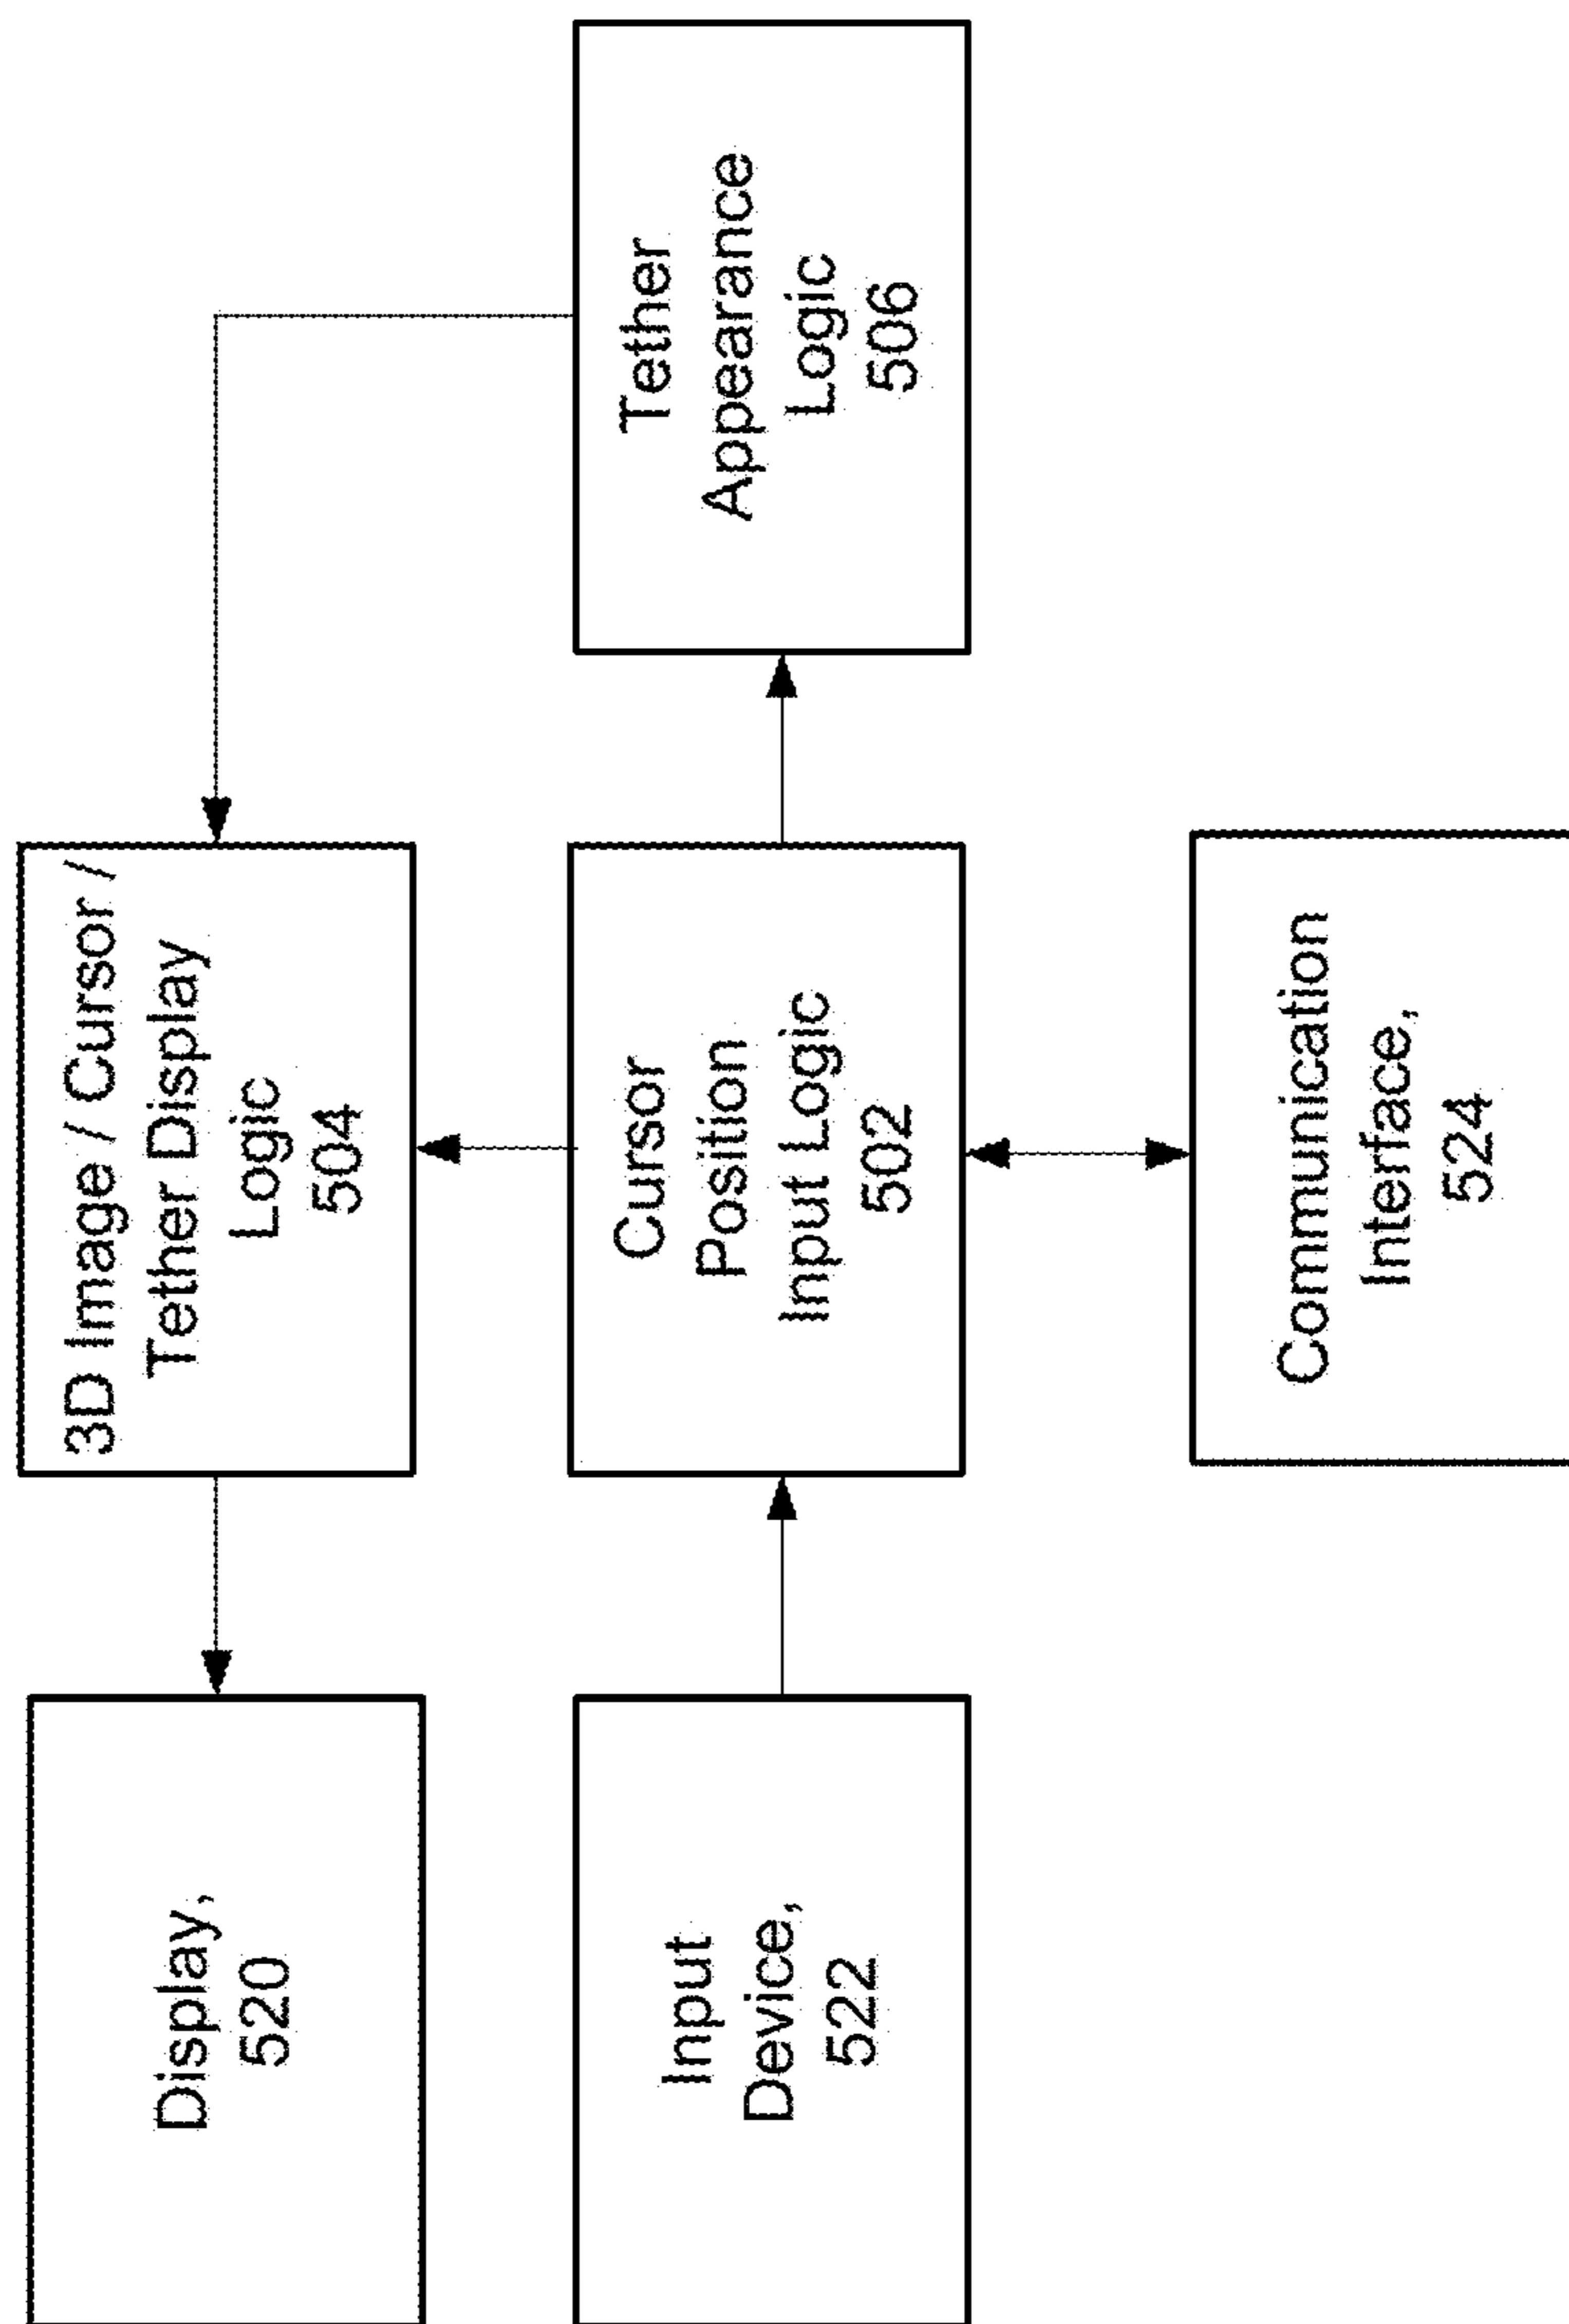 Display,
520
3D Image / Cursor /
Tether Display
Logic
504
Input
Device,
522
Cursor
Position
Input Logic
502
Tether
Appearance
Logic
506
Communication
Interface,
524